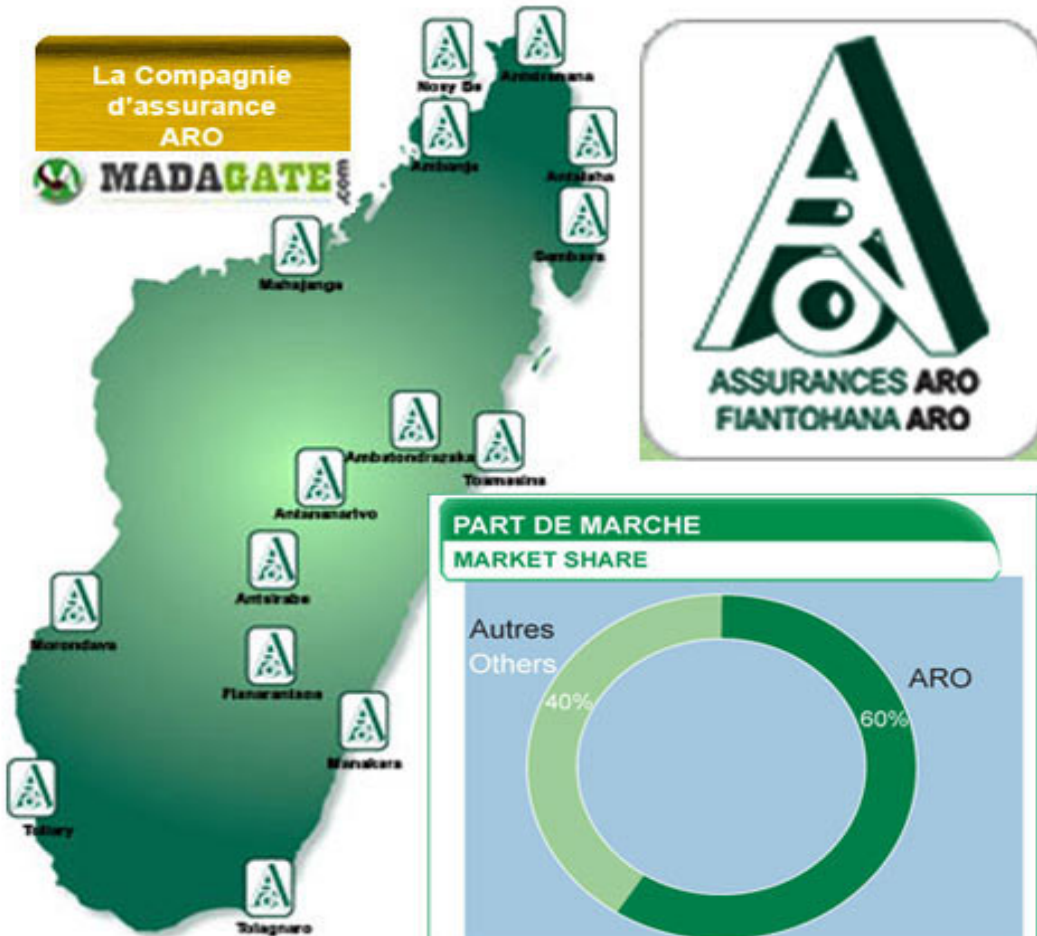 La Compagnie
d'assurance
ARO
MADAGATE.com
Nosy Be
Antsiranana
Ambanja
Antalaha
Sambava
Mahajanga
Ambatondrazaka
Toamasina
Antananarivo
Antsirabe
Morondava
Fianarantsoa
Manakara
Toliary
Tolagnaro
ARO
ASSURANCES ARO
FIANTOHANA ARO
PART DE MARCHE
MARKET SHARE
Autres
Others
40%
ARO
60%